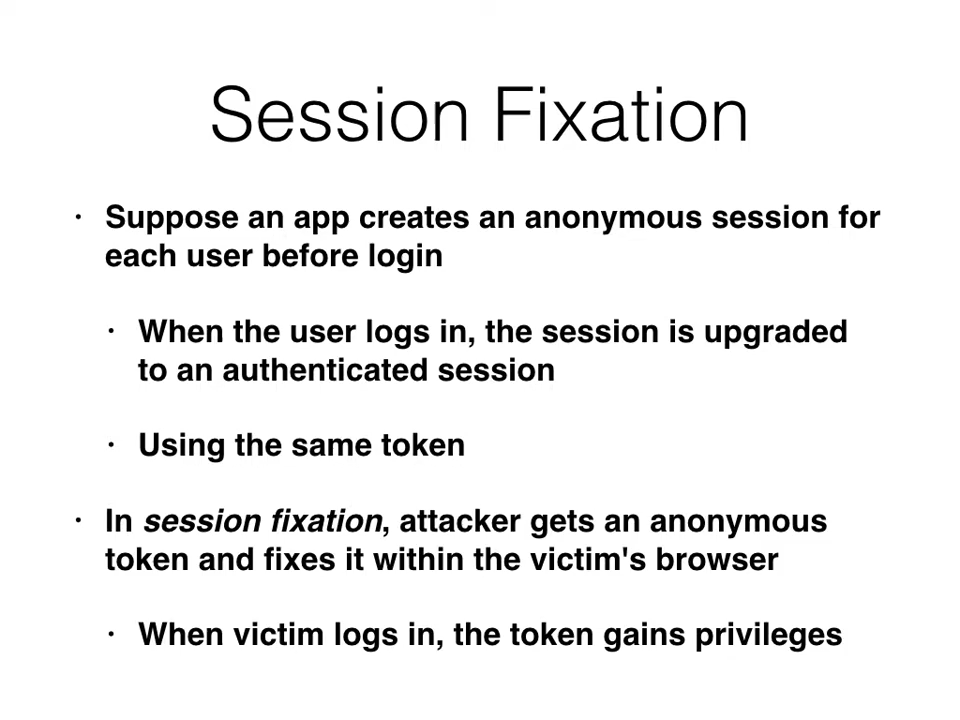 Session Fixation
• Suppose an app creates an anonymous session for
each user before login
• When the user logs in, the session is upgraded
to an authenticated session
• Using the same token
• In session fixation, attacker gets an anonymous
token and fixes it within the victim's browser
• When victim logs in, the token gains privileges